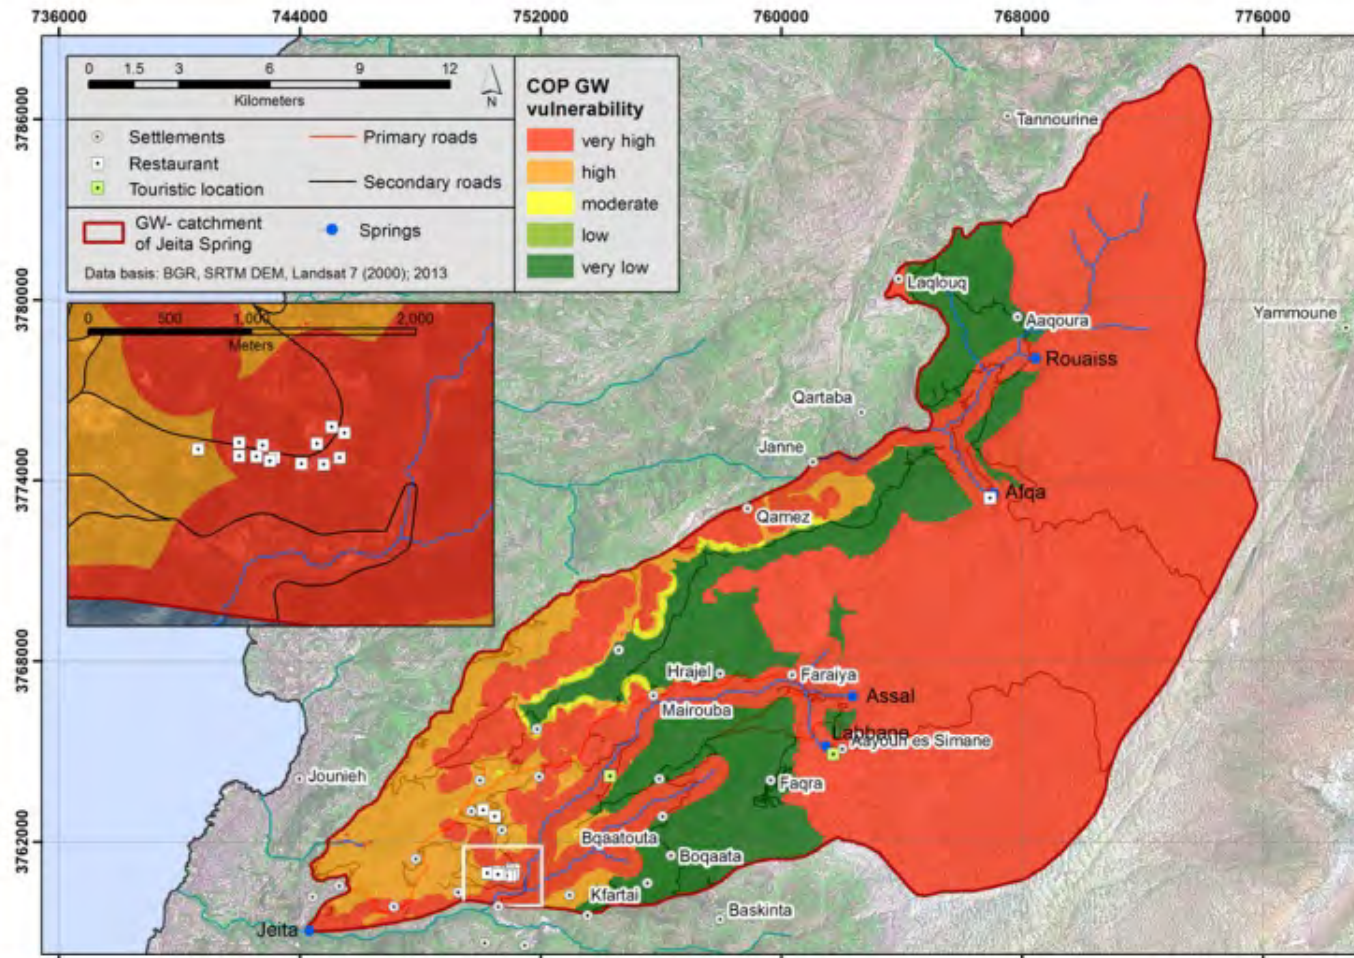 736000
744000
752000
760000
768000
776000
3786000
3780000
3774000
3768000
3762000
0 1.5 3 6 9 12
Kilometers
N
Settlements
Restaurant
Touristic location
Primary roads
Secondary roads
GW- catchment
of Jeita Spring
Springs
Data basis: BGR, SRTM DEM, Landsat 7 (2000); 2013
COP GW
vulnerability
very high
high
moderate
low
very low
0 500 1,000 2,000
Meters
Tannourine
Laqlouq
Aaqoura
Yammoune
Rouaiss
Qartaba
Janne
Afqa
Qamez
Hrajel
Faraiya
Assal
Mairouba
Labbane
Aayoun es Simane
Jounieh
Faqra
Bqaatouta
Boqaata
Kfartai
Baskinta
Jeita